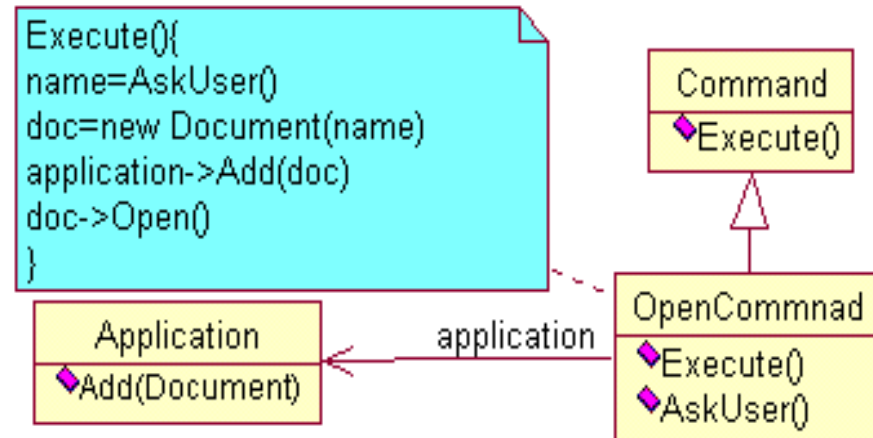 Execute(){
name=AskUser()
doc=new Document(name)
application->Add(doc)
doc->Open()
}
Command
Execute()
Application
Add(Document)
application
OpenCommnad
Execute()
AskUser()